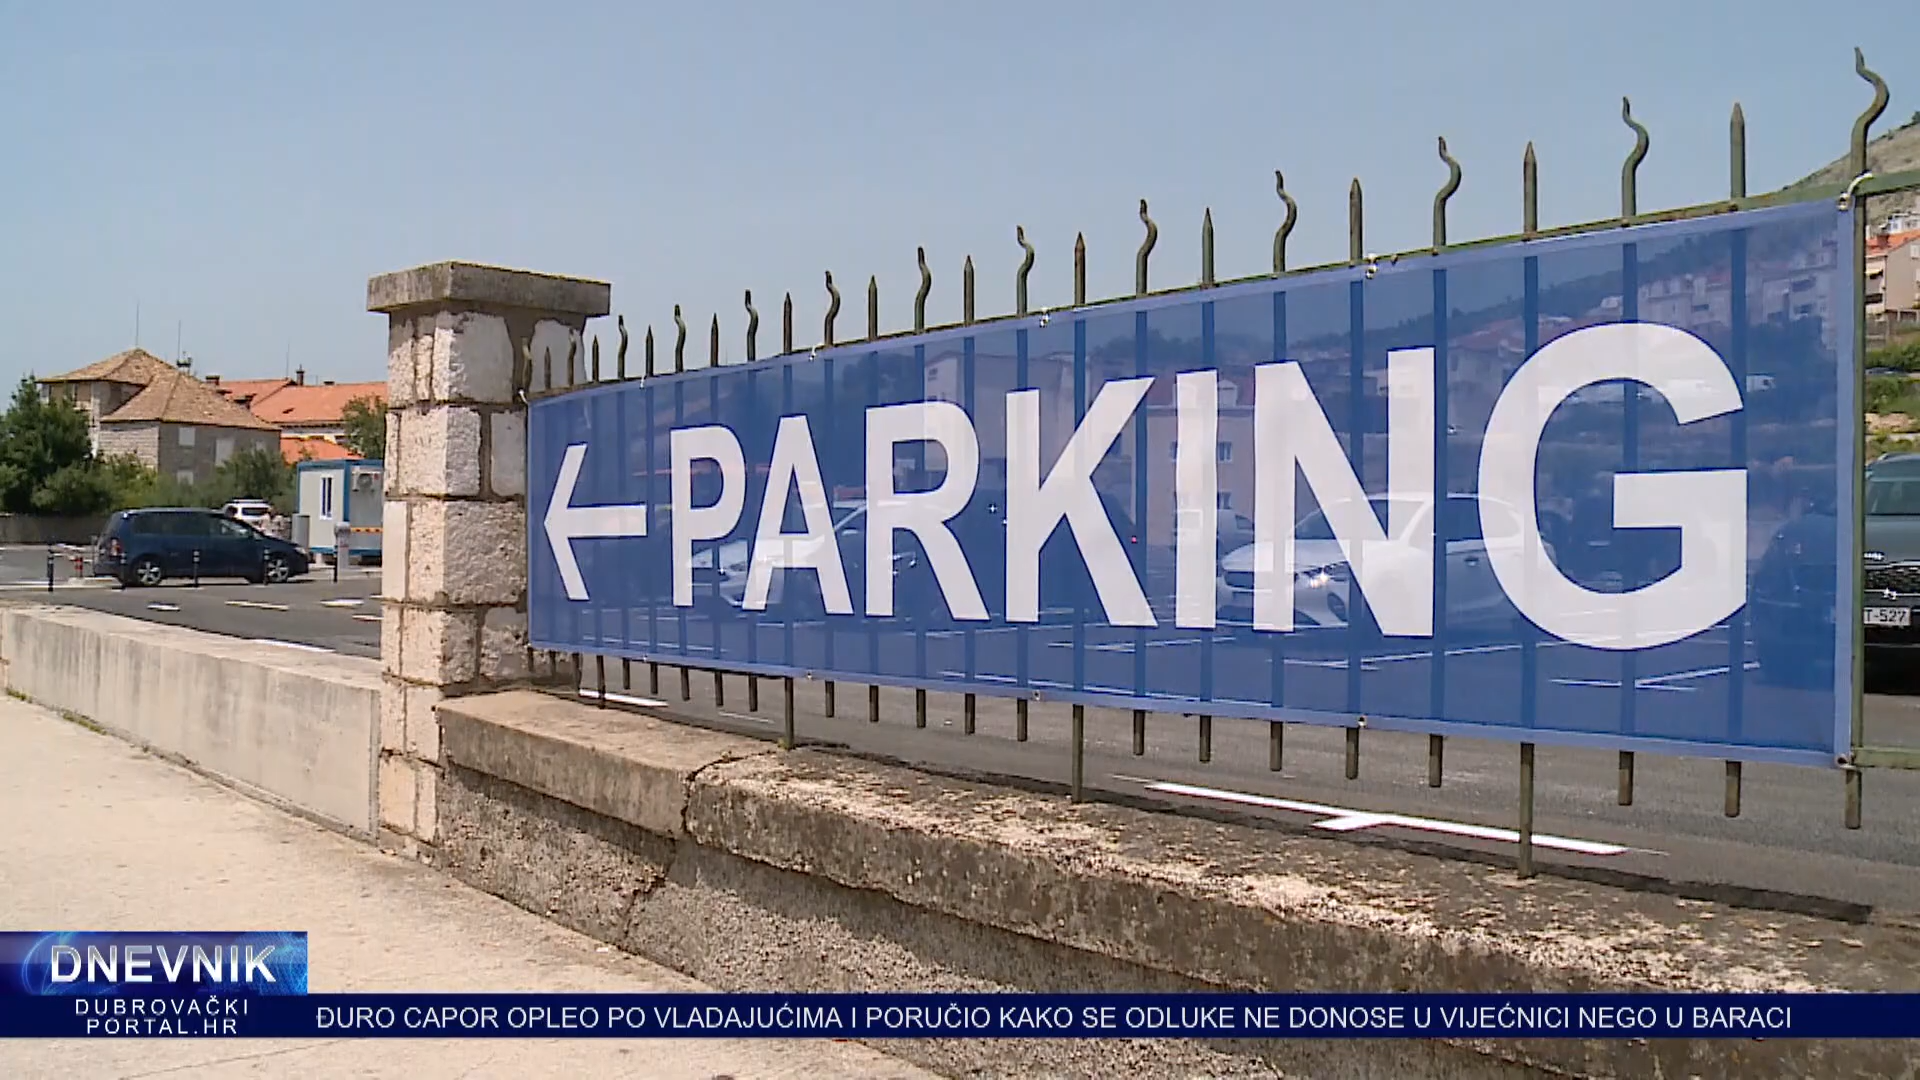 ← PARKING
T-527
DNEVNIK
DUBROVAČKI
PORTAL.HR
ĐURO CAPOR OPLEO PO VLADAJUĆIMA I PORUČIO KAKO SE ODLUKE NE DONOSE U VIJEĆNICI NEGO U BARACI